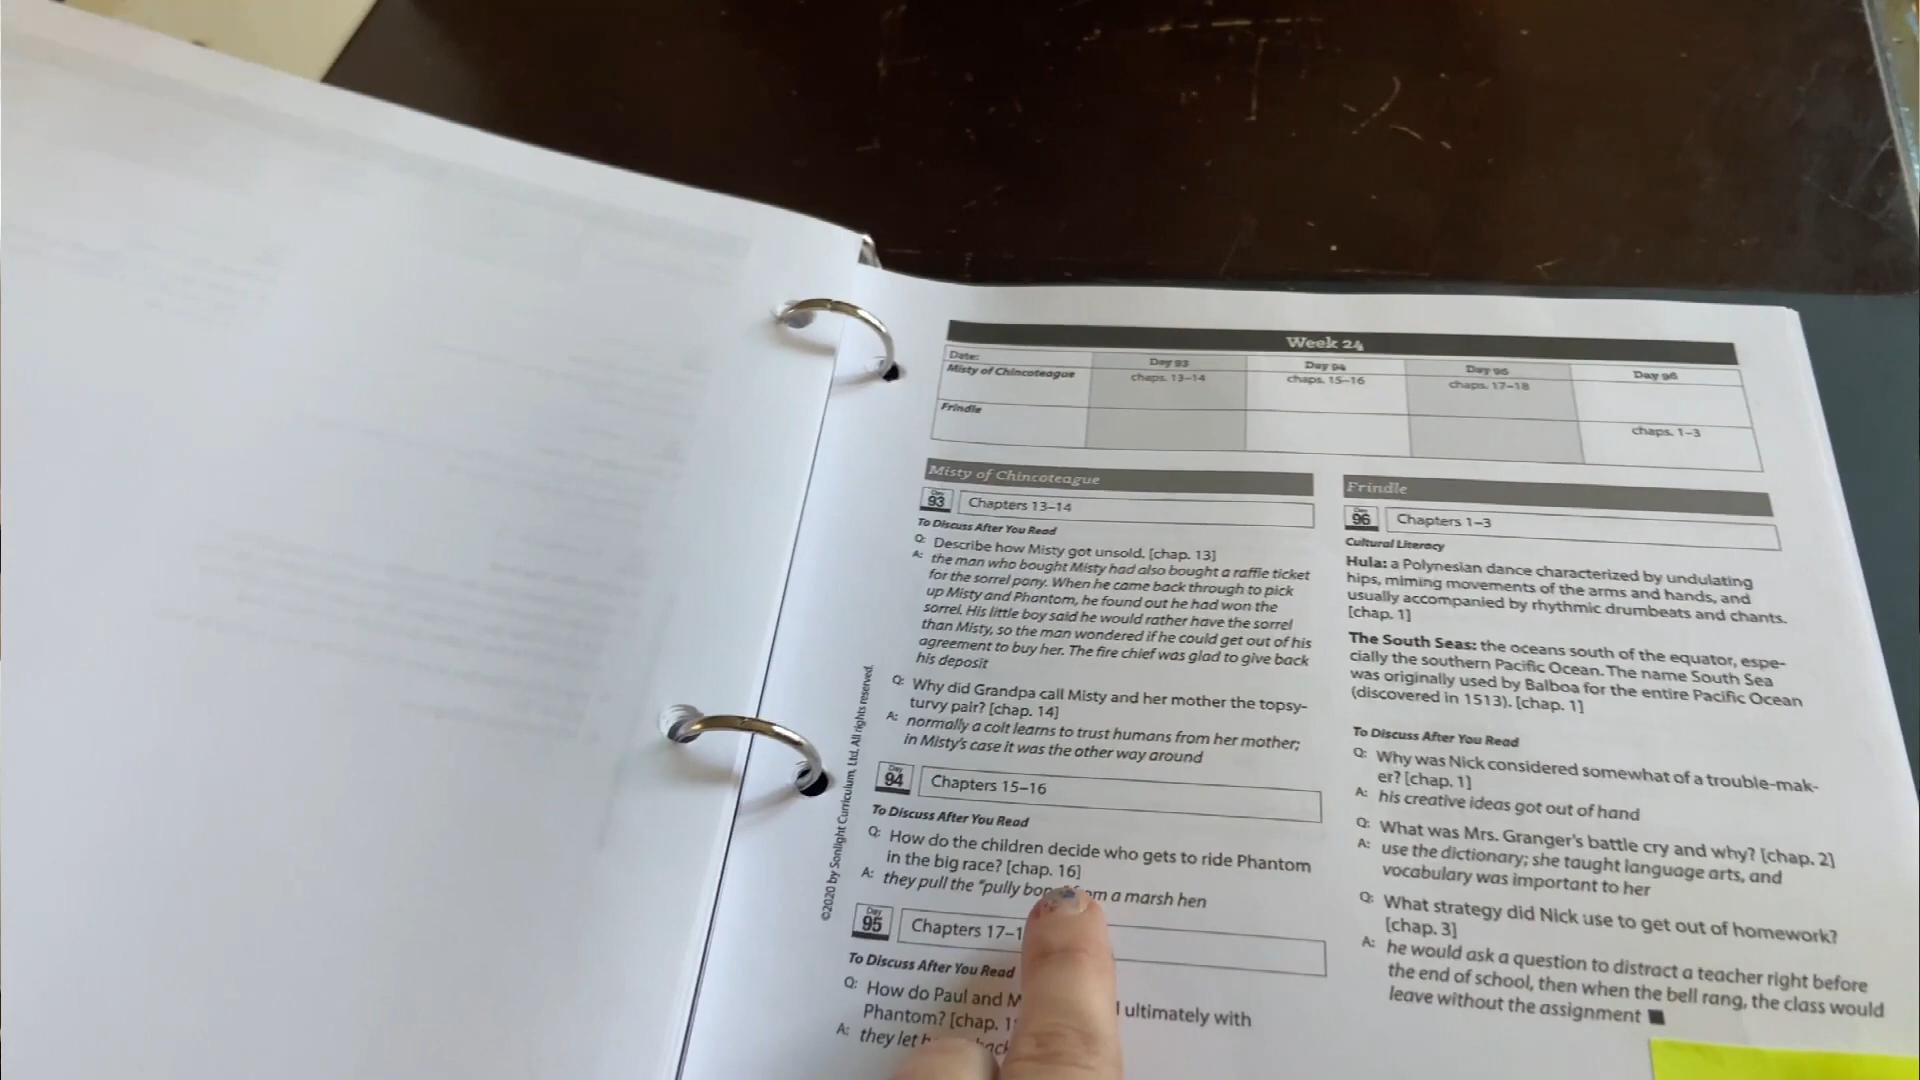 Week 24
Date:
Day 93
Day 94
Day 95
Day 96
Misty of Chincoteague
chaps. 13–14
chaps. 15–16
chaps. 17–18
Frindle
chaps. 1–3
Misty of Chincoteague
Day
93
Chapters 13–14
To Discuss After You Read
Q: Describe how Misty got unsold. [chap. 13]
A: the man who bought Misty had also bought a raffle ticket
for the sorrel pony. When he came back through to pick
up Misty and Phantom, he found out he had won the
sorrel. His little boy said he would rather have the sorrel
than Misty, so the man wondered if he could get out of his
agreement to buy her. The fire chief was glad to give back
his deposit
Q: Why did Grandpa call Misty and her mother the topsy-
turvy pair? [chap. 14]
A: normally a colt learns to trust humans from her mother;
in Misty's case it was the other way around
Day
94
Chapters 15–16
To Discuss After You Read
Q: How do the children decide who gets to ride Phantom
in the big race? [chap. 16]
A: they pull the "pully a marsh hen
Day
95
Chapters
To Discuss After You Read
Q: How do Paul and ultimately with
Phantom? [chap.
A: they let
©2020 by Sonlight Curriculum, Ltd. All rights reserved.
Frindle
Day
96
Chapters 1–3
Cultural Literacy
Hula: a Polynesian dance characterized by undulating
hips, miming movements of the arms and hands, and
usually accompanied by rhythmic drumbeats and chants.
[chap. 1]
The South Seas: the oceans south of the equator, espe-
cially the southern Pacific Ocean. The name South Sea
was originally used by Balboa for the entire Pacific Ocean
(discovered in 1513). [chap. 1]
To Discuss After You Read
Q: Why was Nick considered somewhat of a trouble-mak-
er? [chap. 1]
A: his creative ideas got out of hand
Q: What was Mrs. Granger's battle cry and why? [chap. 2]
A: use the dictionary; she taught language arts, and
vocabulary was important to her
Q: What strategy did Nick use to get out of homework?
[chap. 3]
A: he would ask a question to distract a teacher right before
the end of school, then when the bell rang, the class would
leave without the assignment